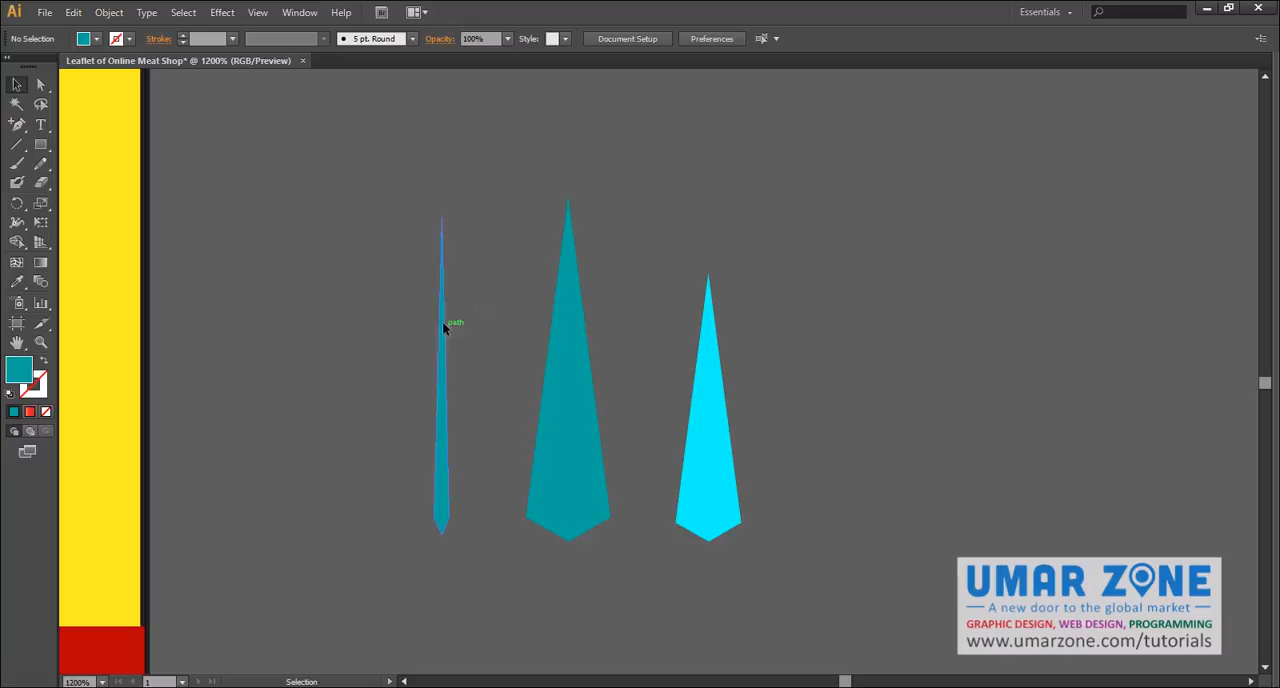 Ai File Edit Object Type Select Effect View Window Help Br Essentials
No Selection Stroke: 5 pt. Round Opacity: 100% Style: Document Setup Preferences
Leaflet of Online Meat Shop* @ 1200% (RGB/Preview) ×
T
path
UMAR ZONE
A new door to the global market
GRAPHIC DESIGN, WEB DESIGN, PROGRAMMING
www.umarzone.com/tutorials
1200% 1 Selection